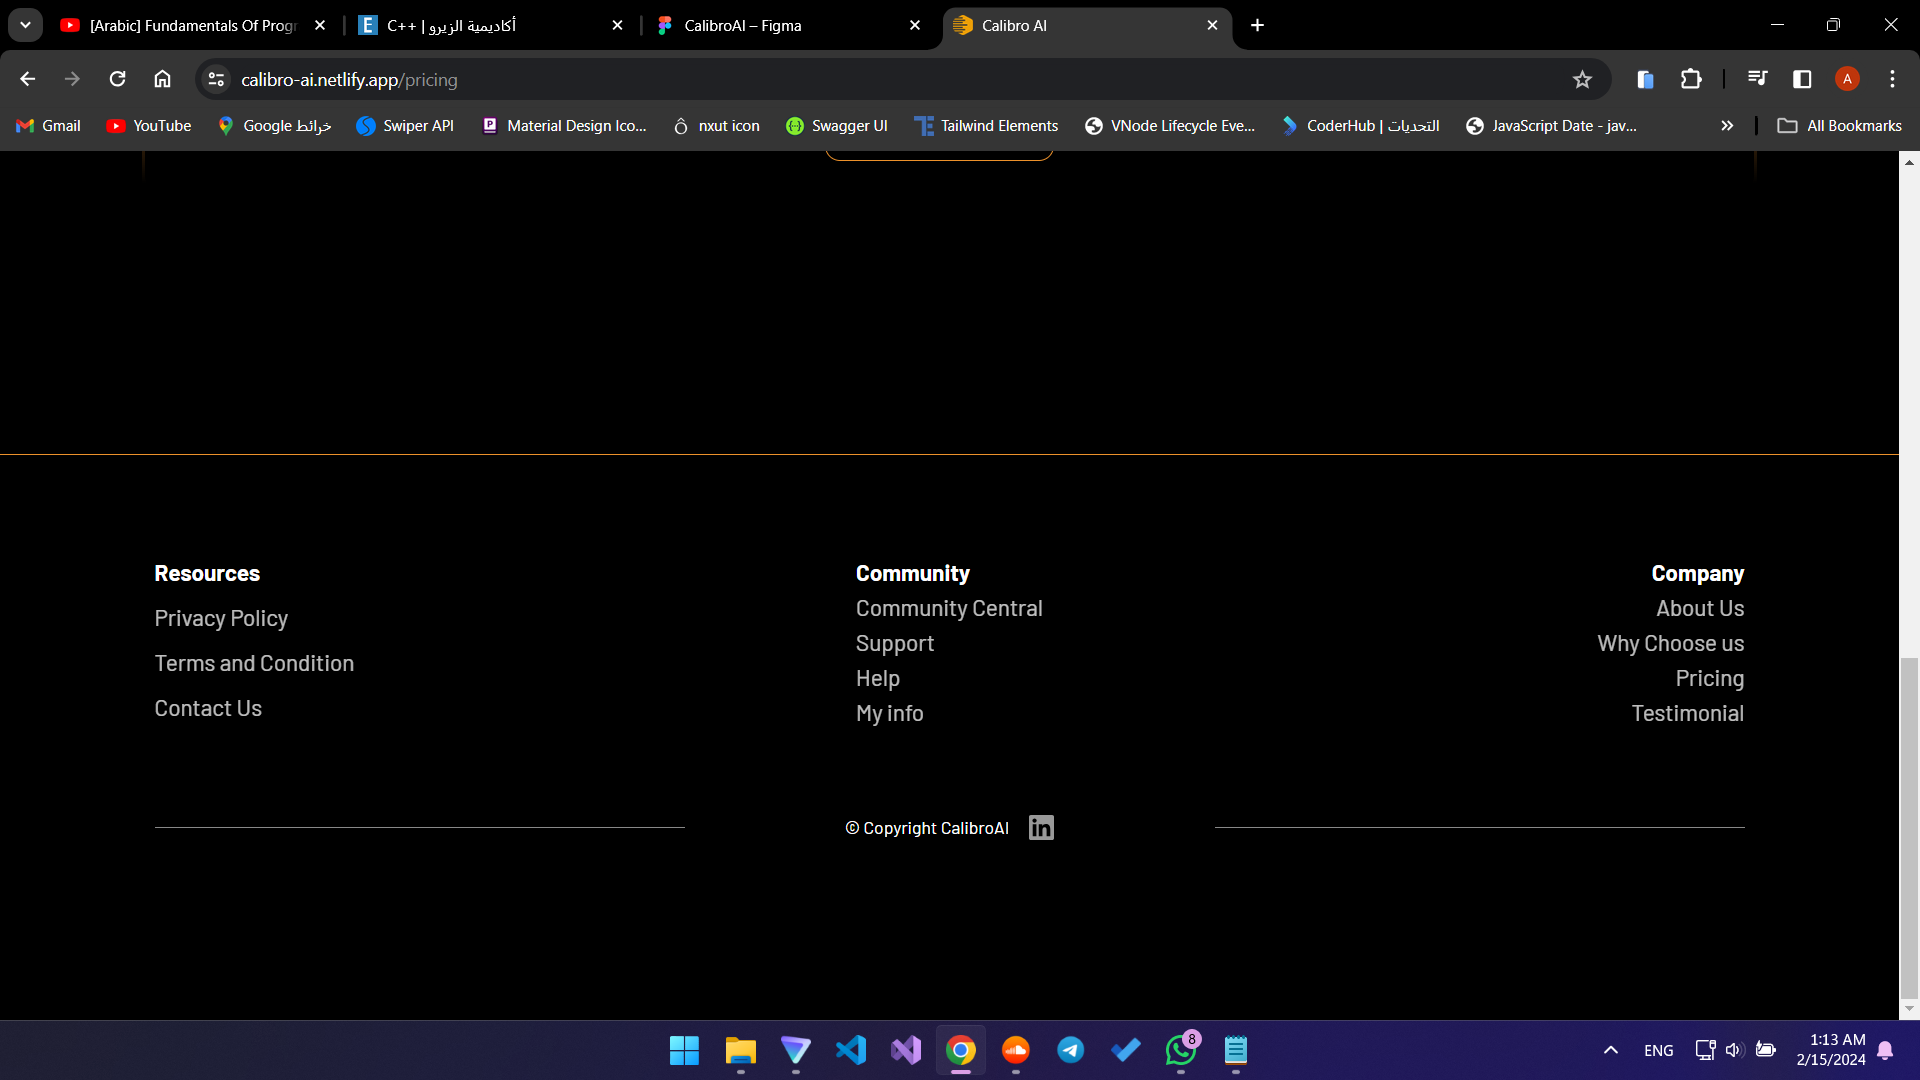 [Arabic] Fundamentals Of Progr
C++ | أكاديمية الزيرو
CalibroAI – Figma
Calibro AI
calibro-ai.netlify.app/pricing
A
Gmail
YouTube
خرائط Google
Swiper API
Material Design Ico...
nxut icon
Swagger UI
Tailwind Elements
VNode Lifecycle Eve...
CoderHub | التحديات
JavaScript Date - jav...
All Bookmarks
Resources
Privacy Policy
Terms and Condition
Contact Us
Community
Community Central
Support
Help
My info
Company
About Us
Why Choose us
Pricing
Testimonial
© Copyright CalibroAI
8
ENG
1:13 AM
2/15/2024